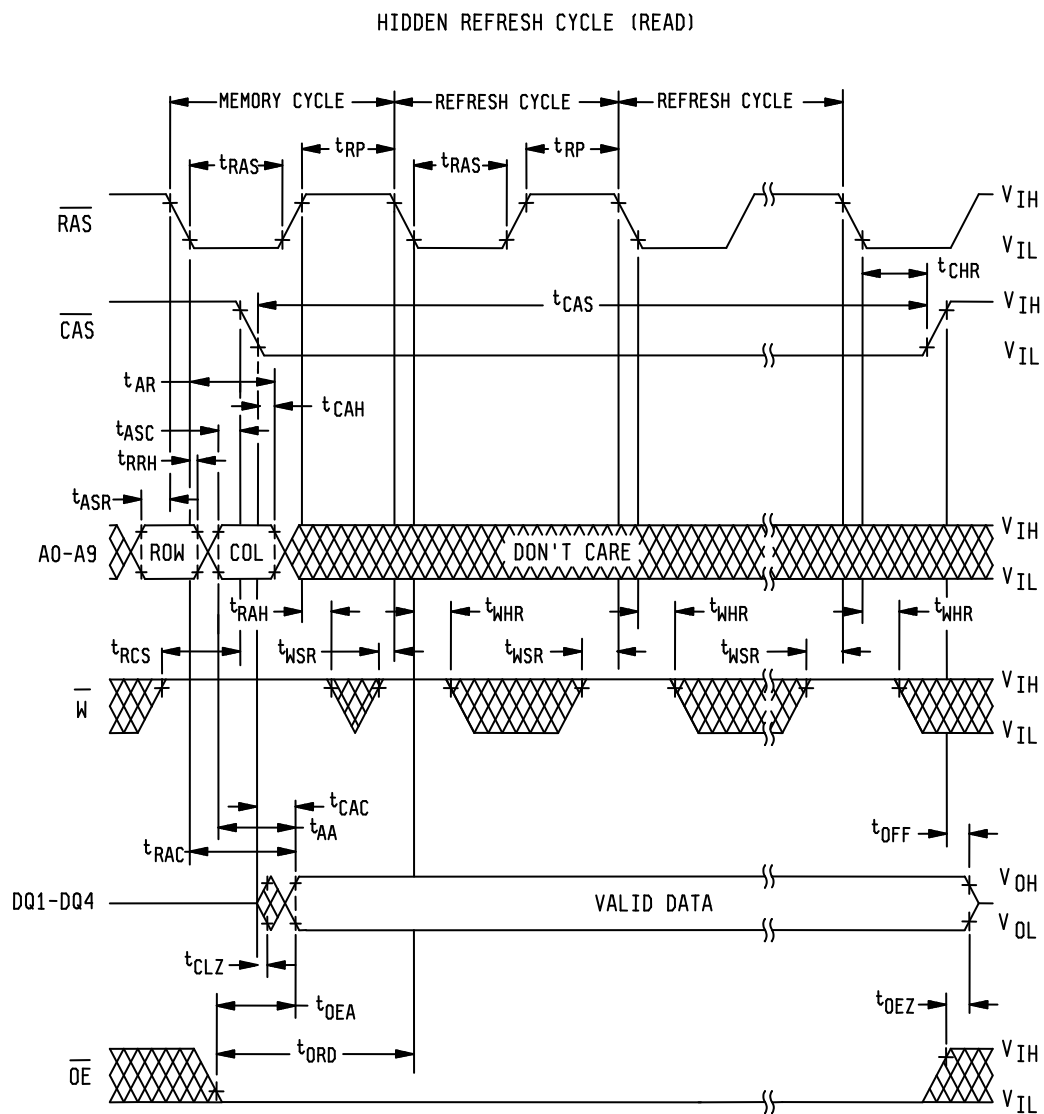 HIDDEN REFRESH CYCLE (READ)
MEMORY CYCLE REFRESH CYCLE REFRESH CYCLE
tRP tRP
tRAS tRAS
RAS VIH
VIL
tCHR
CAS tCAS VIH
VIL
tAR
tCAH
tASC
tRRH
tASR
A0-A9 ROW COL DON'T CARE VIH
VIL
tRAH tWHR tWHR tWHR
tRCS tWSR tWSR tWSR
W VIH
VIL
tCAC
tAA tOFF
tRAC
DQ1-DQ4 VALID DATA VOH
VOL
tCLZ
tOEA tOEZ
tORD
OE VIH
VIL